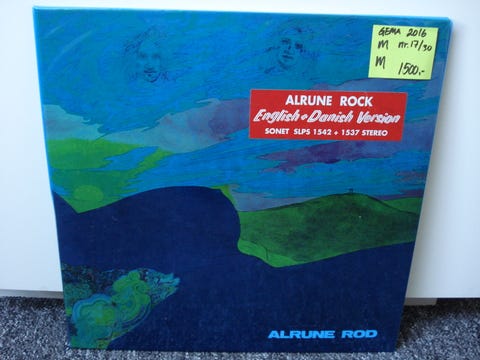 GEMA 2016
M nr. 17/30
M 1500,-
ALRUNE ROCK
English + Danish Version
SONET SLPS 1542 + 1537 STEREO
ALRUNE ROD